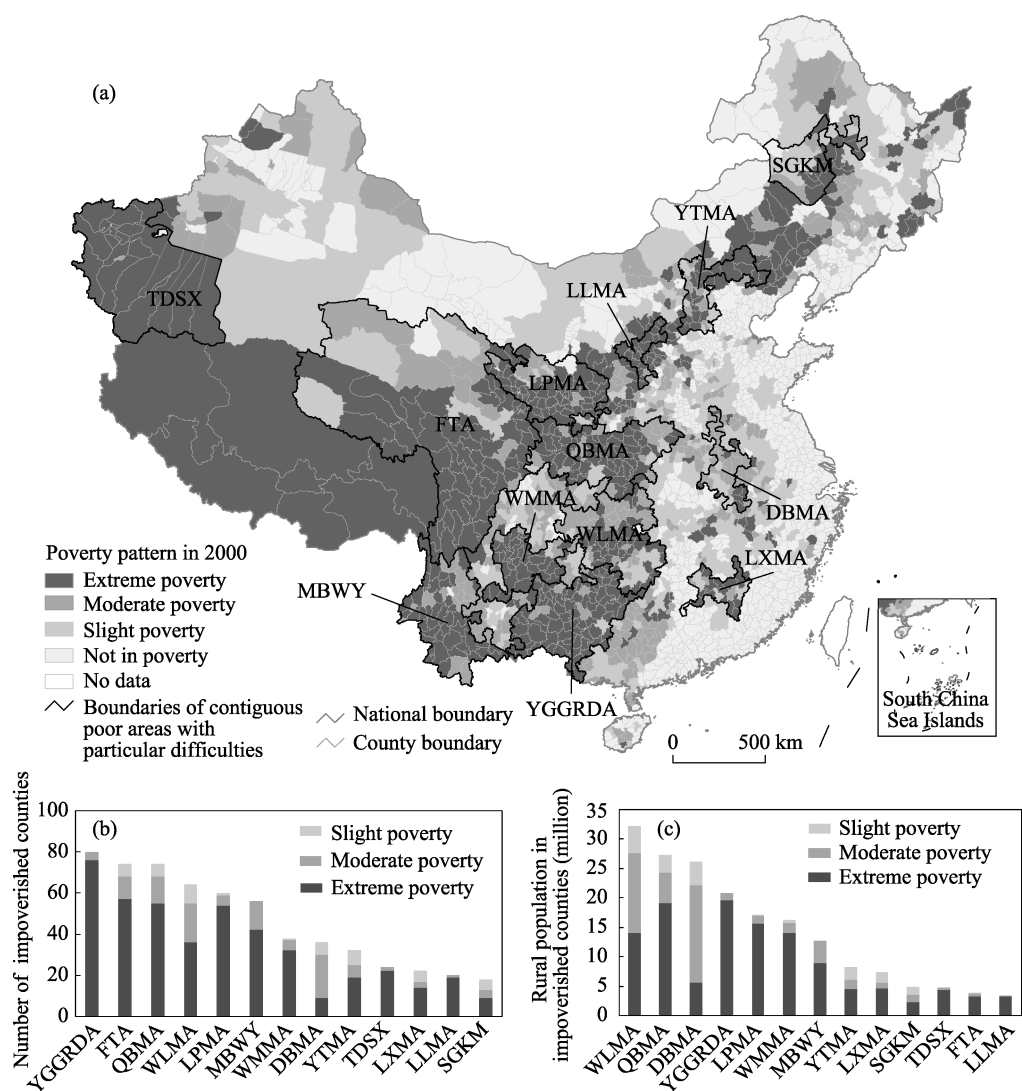 (a)
SGKM
YTMA
LLMA
TDSX
LPMA
FTA
QBMA
WMMA
DBMA
WLMA
LXMA
MBWY
YGGRDA
Poverty pattern in 2000
Extreme poverty
Moderate poverty
Slight poverty
Not in poverty
No data
Boundaries of contiguous
poor areas with
particular difficulties
National boundary
County boundary
0 500 km
South China
Sea Islands
(b)
Number of impoverished counties
100
80
60
40
20
0
Slight poverty
Moderate poverty
Extreme poverty
YGGRDA
FTA
QBMA
WLMA
LPMA
MBWY
WMMA
DBMA
YTMA
TDSX
LXMA
LLMA
SGKM
(c)
Rural population in
impoverished counties (million)
35
30
25
20
15
10
5
0
Slight poverty
Moderate poverty
Extreme poverty
WLMA
QBMA
DBMA
YGGRDA
LPMA
WMMA
MBWY
YTMA
LXMA
SGKM
TDSX
FTA
LLMA